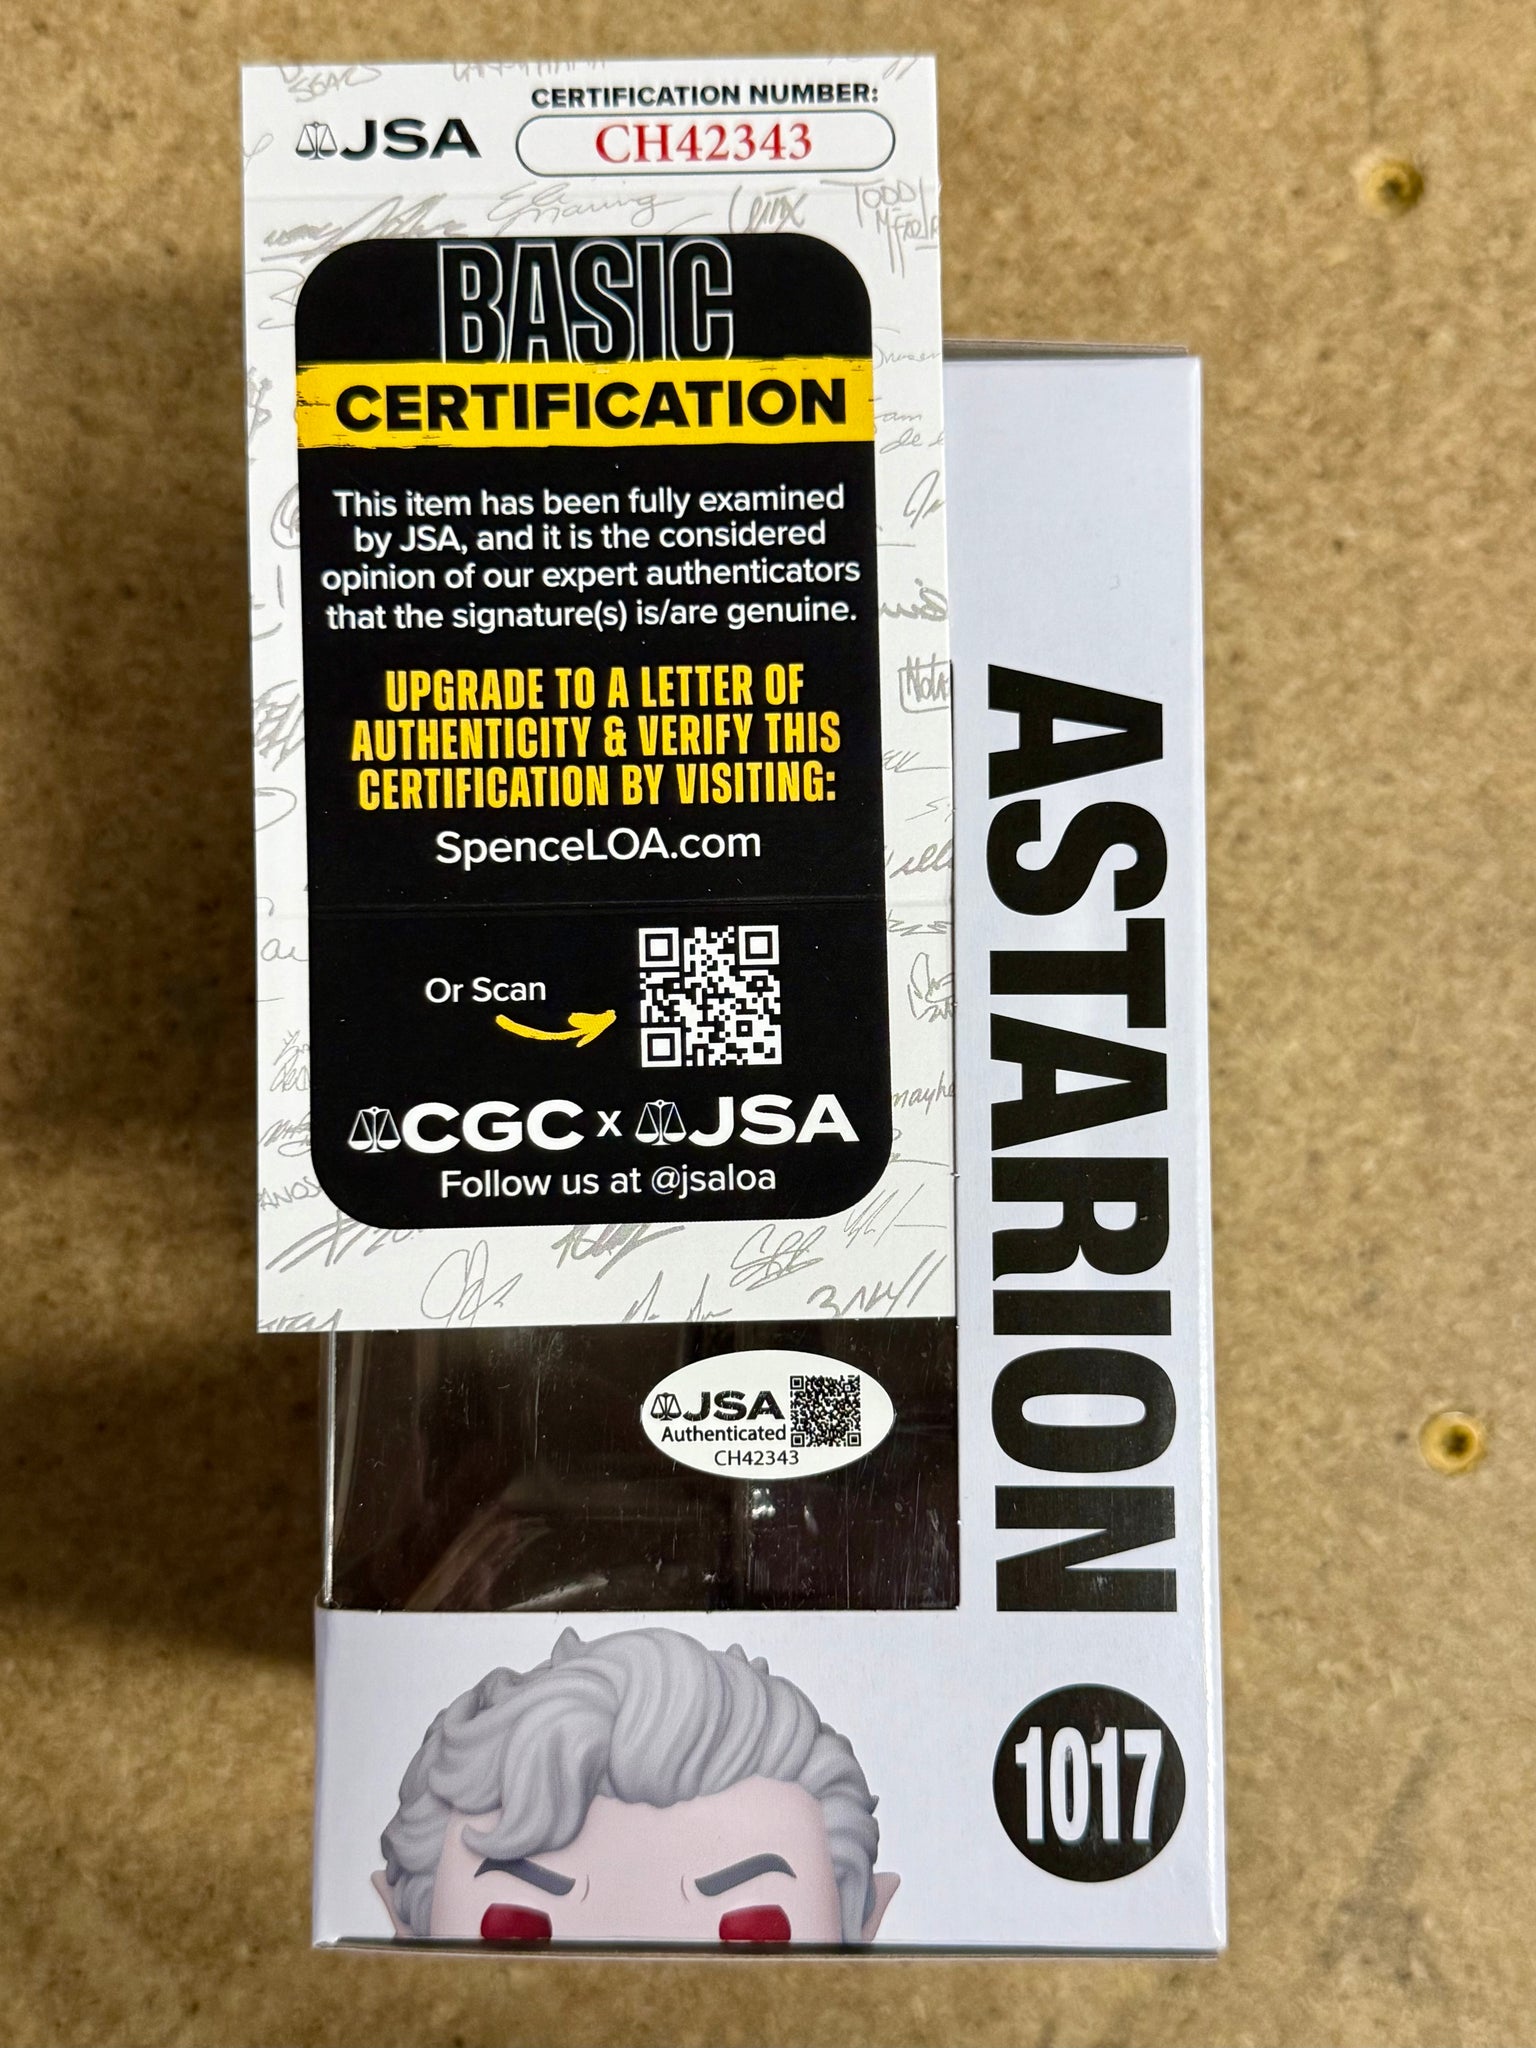 CERTIFICATION NUMBER:
JSA
CH42343
TODD
BASIC
CERTIFICATION
This item has been fully examined
by JSA, and it is the considered
opinion of our expert authenticators
that the signature(s) is/are genuine.
UPGRADE TO A LETTER OF
AUTHENTICITY & VERIFY THIS
CERTIFICATION BY VISITING:
SpenceLOA.com
Or Scan
CGC x JSA
Follow us at @jsaloa
JSA
Authenticated
CH42343
ASTARION
1017